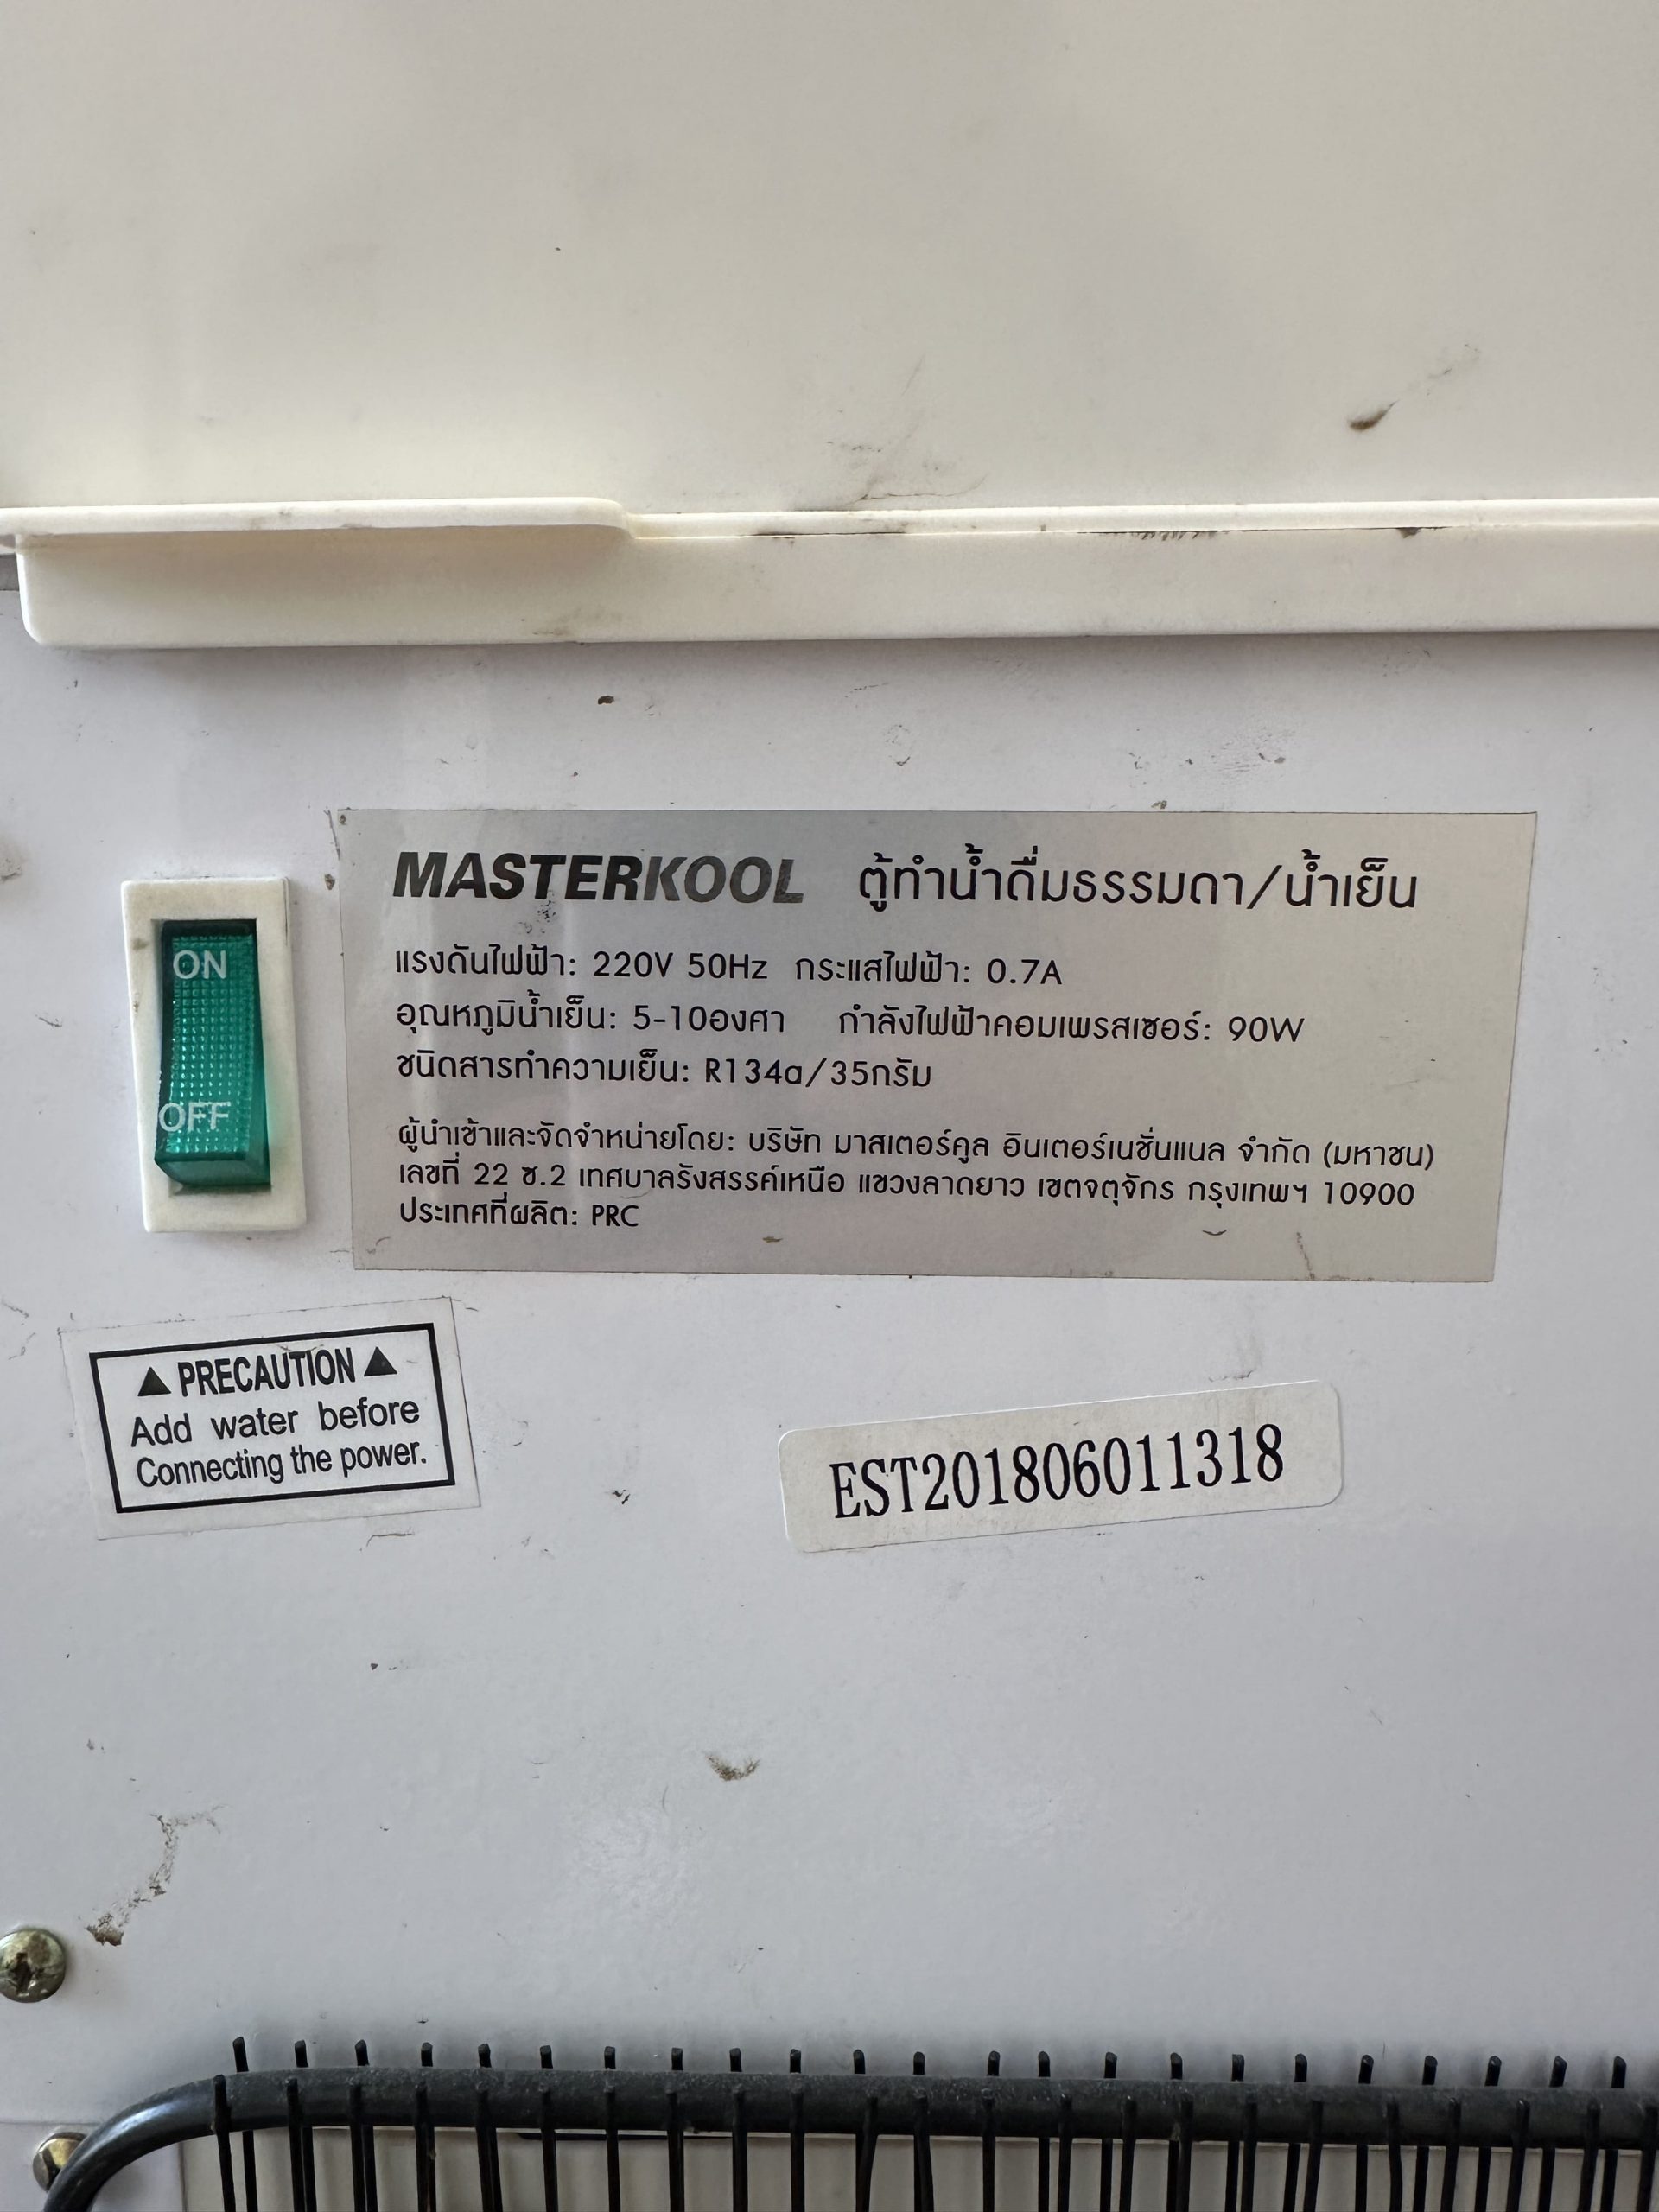 MASTERKOOL ตู้ทำน้ำดื่มธรรมดา/น้ำเย็น
ON
OFF
แรงดันไฟฟ้า: 220V 50Hz กระแสไฟฟ้า: 0.7A
อุณหภูมิน้ำเย็น: 5-10องศา กำลังไฟฟ้าคอมเพรสเซอร์: 90W
ชนิดสารทำความเย็น: R134a/35กรัม
ผู้นำเข้าและจัดจำหน่ายโดย: บริษัท มาสเตอร์คูล อินเตอร์เนชั่นแนล จำกัด (มหาชน)
เลขที่ 22 ซ.2 เทศบาลรังสรรค์เหนือ แขวงลาดยาว เขตจตุจักร กรุงเทพฯ 10900
ประเทศที่ผลิต: PRC
▲ PRECAUTION ▲
Add water before
Connecting the power.
EST201806011318